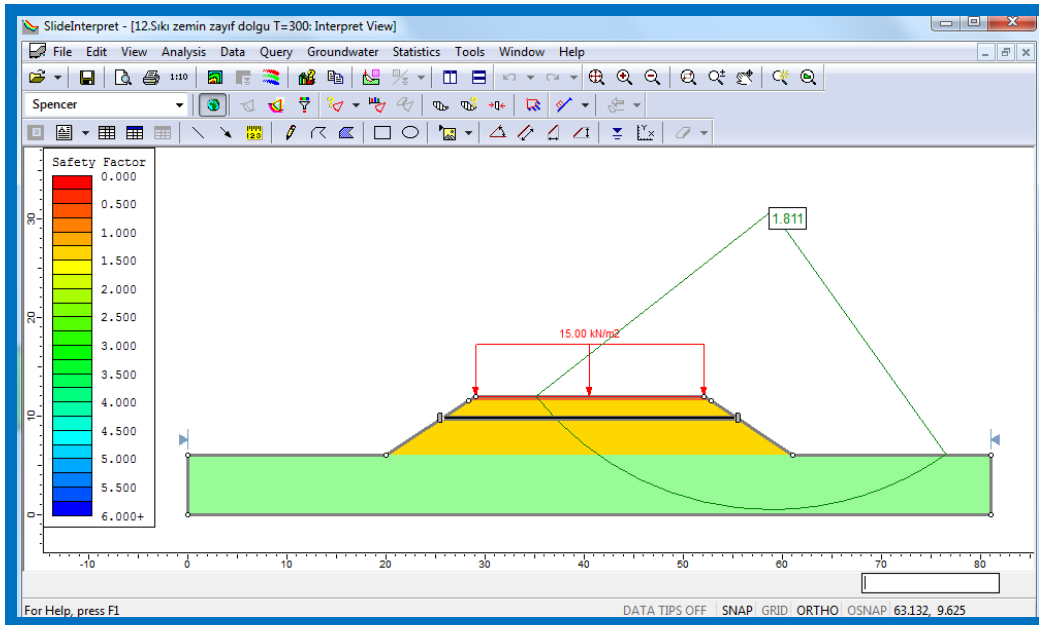 SlideInterpret - [12.Sıkı zemin zayıf dolgu T=300: Interpret View]
File Edit View Analysis Data Query Groundwater Statistics Tools Window Help
1:10
Spencer
Safety Factor
0.000
0.500
1.000
1.500
2.000
2.500
3.000
3.500
4.000
4.500
5.000
5.500
6.000+
30
20
10
0
1.811
15.00 kN/m2
-10 0 10 20 30 40 50 60 70 80
For Help, press F1
DATA TIPS OFF SNAP GRID ORTHO OSNAP 63.132, 9.625